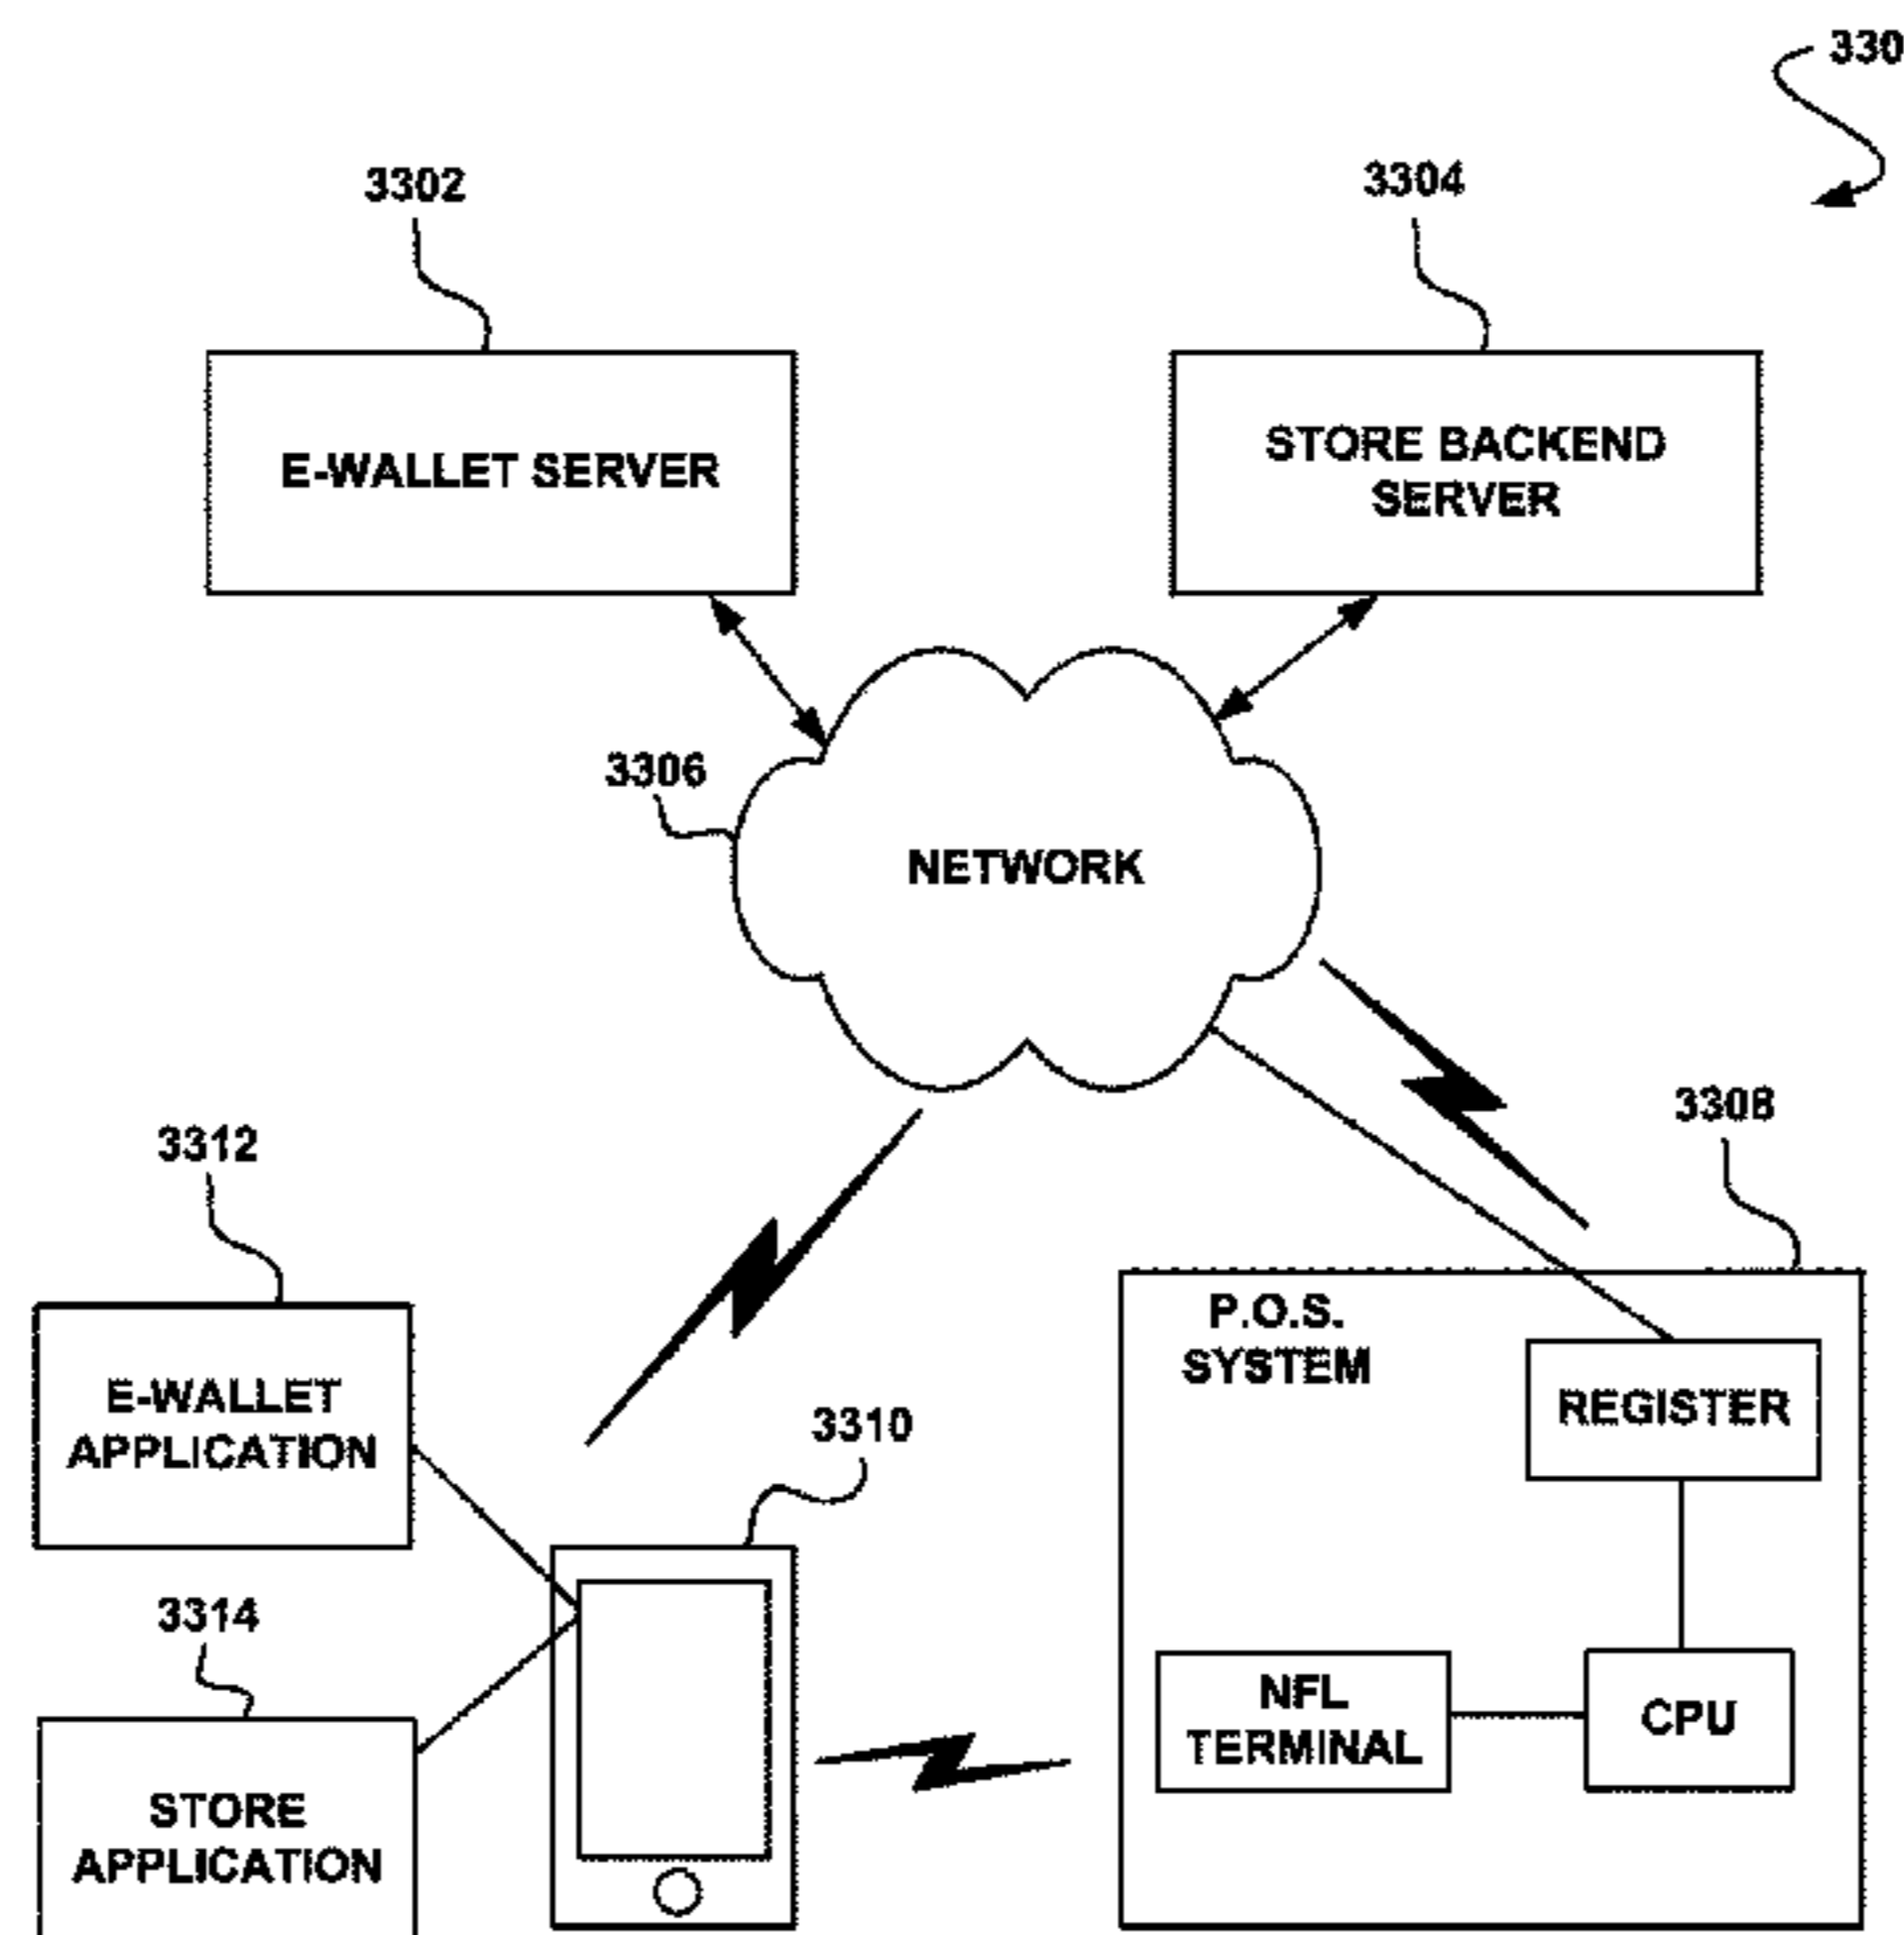 330
3302
3304
E-WALLET SERVER
STORE BACKEND
SERVER
3306
NETWORK
3308
3312
P.O.S.
SYSTEM
E-WALLET
APPLICATION
REGISTER
3310
3314
NFL
TERMINAL
CPU
STORE
APPLICATION